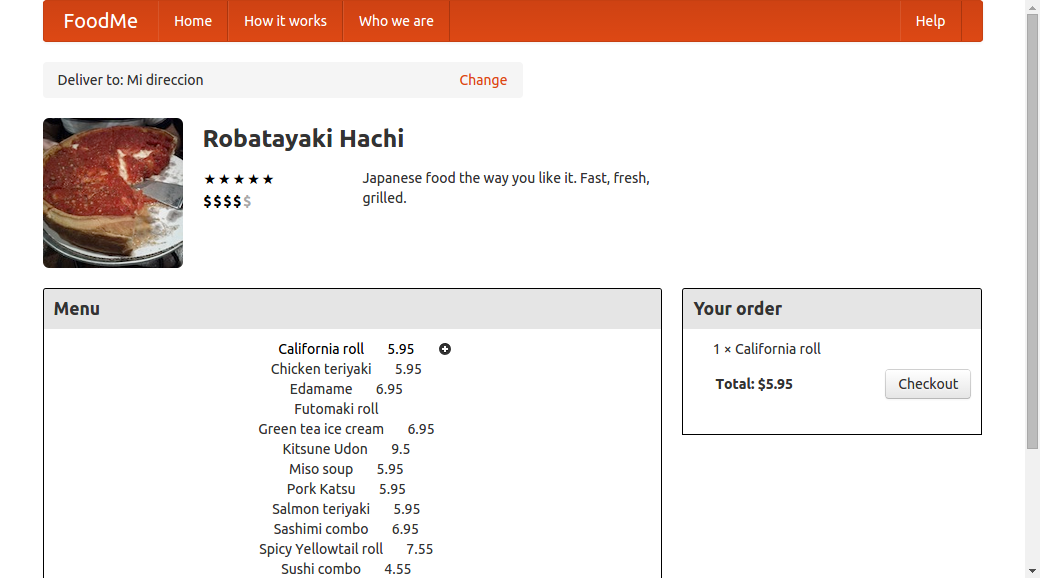 FoodMe Home How it works Who we are Help
Deliver to: Mi direccion Change
Robatayaki Hachi
★★★★★
$$$$$
Japanese food the way you like it. Fast, fresh,
grilled.
Menu
California roll 5.95
Chicken teriyaki 5.95
Edamame 6.95
Futomaki roll
Green tea ice cream 6.95
Kitsune Udon 9.5
Miso soup 5.95
Pork Katsu 5.95
Salmon teriyaki 5.95
Sashimi combo 6.95
Spicy Yellowtail roll 7.55
Sushi combo 4.55
Your order
1 × California roll
Total: $5.95 Checkout